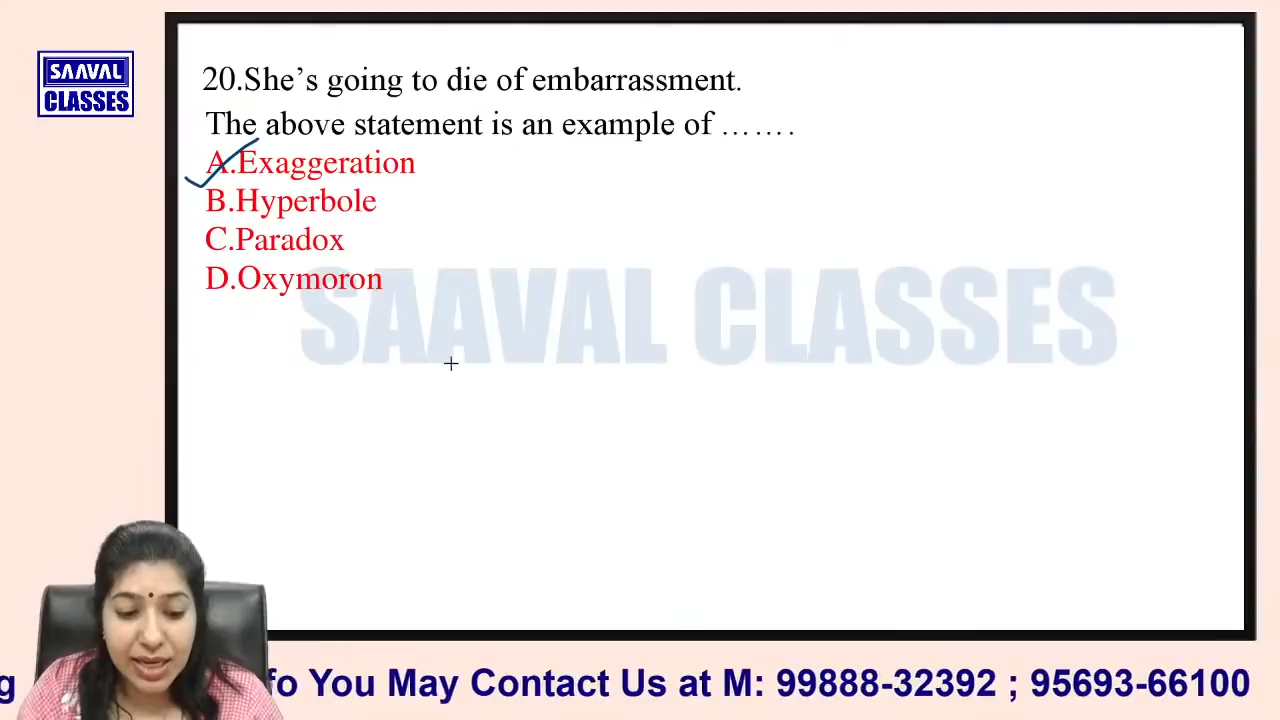 SAAVAL
CLASSES
20.She's going to die of embarrassment.
The above statement is an example of …….
A.Exaggeration
B.Hyperbole
C.Paradox
D.Oxymoron
SAAVAL CLASSES
g fo You May Contact Us at M: 99888-32392 ; 95693-66100